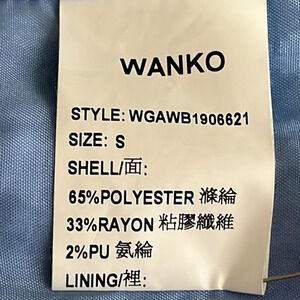 WANKO
STYLE: WGAWB1906621
SIZE: S
SHELL/面:
65%POLYESTER 滌綸
33%RAYON 粘膠纖維
2%PU 氨綸
LINING/裡: